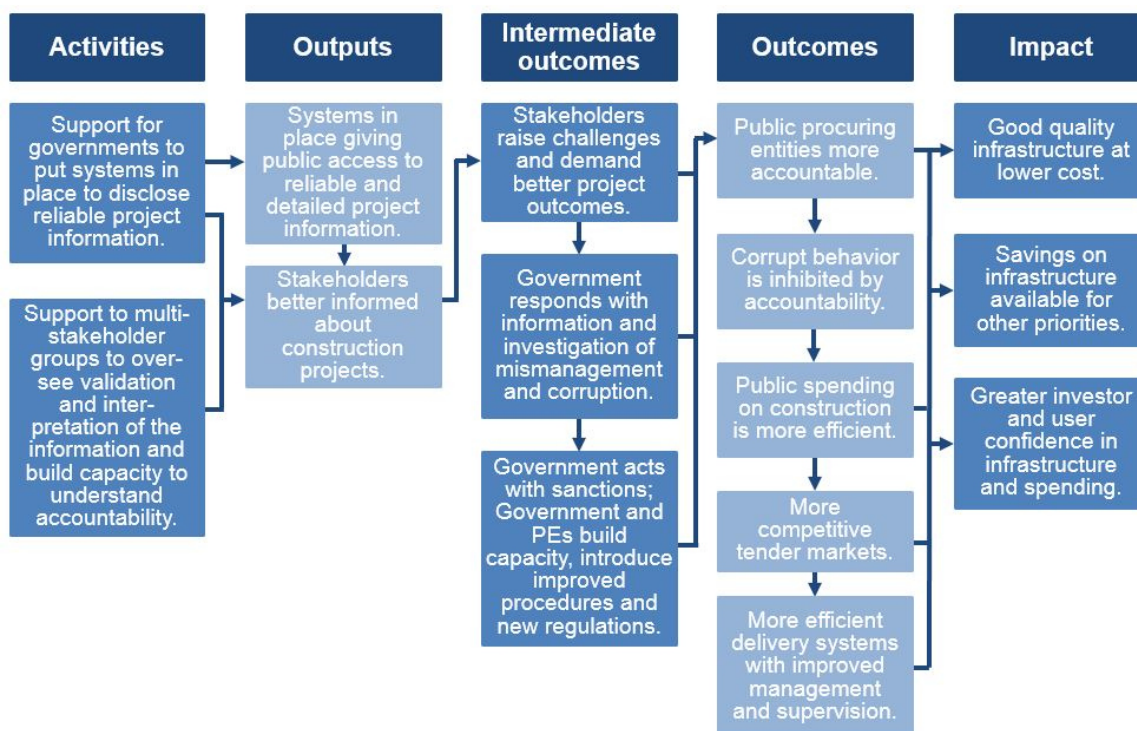 Activities
Outputs
Intermediate
outcomes
Outcomes
Impact
Support for
governments to
put systems in
place to disclose
reliable project
information.
Support to multi-
stakeholder
groups to over-
see validation
and inter-
pretation of the
information and
build capacity to
understand
accountability.
Systems in
place giving
public access to
reliable and
detailed project
information.
Stakeholders
better informed
about
construction
projects.
Stakeholders
raise challenges
and demand
better project
outcomes.
Government
responds with
information and
investigation of
mismanagement
and corruption.
Government acts
with sanctions;
Government and
PEs build
capacity, introduce
improved
procedures and
new regulations.
Public procuring
entities more
accountable.
Corrupt behavior
is inhibited by
accountability.
Public spending
on construction
is more efficient.
More
competitive
tender markets.
More efficient
delivery systems
with improved
management
and supervision.
Good quality
infrastructure at
lower cost.
Savings on
infrastructure
available for
other priorities.
Greater investor
and user
confidence in
infrastructure
and spending.